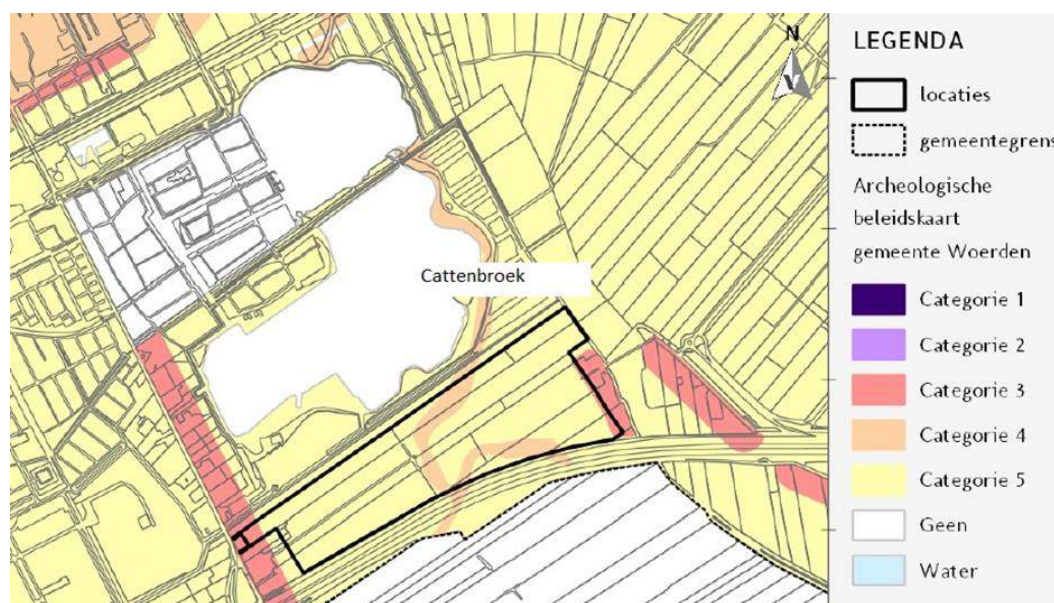 N
Cattenbroek
LEGENDA
locaties
gemeentegrens
Archeologische
beleidskaart
gemeente Woerden
Categorie 1
Categorie 2
Categorie 3
Categorie 4
Categorie 5
Geen
Water